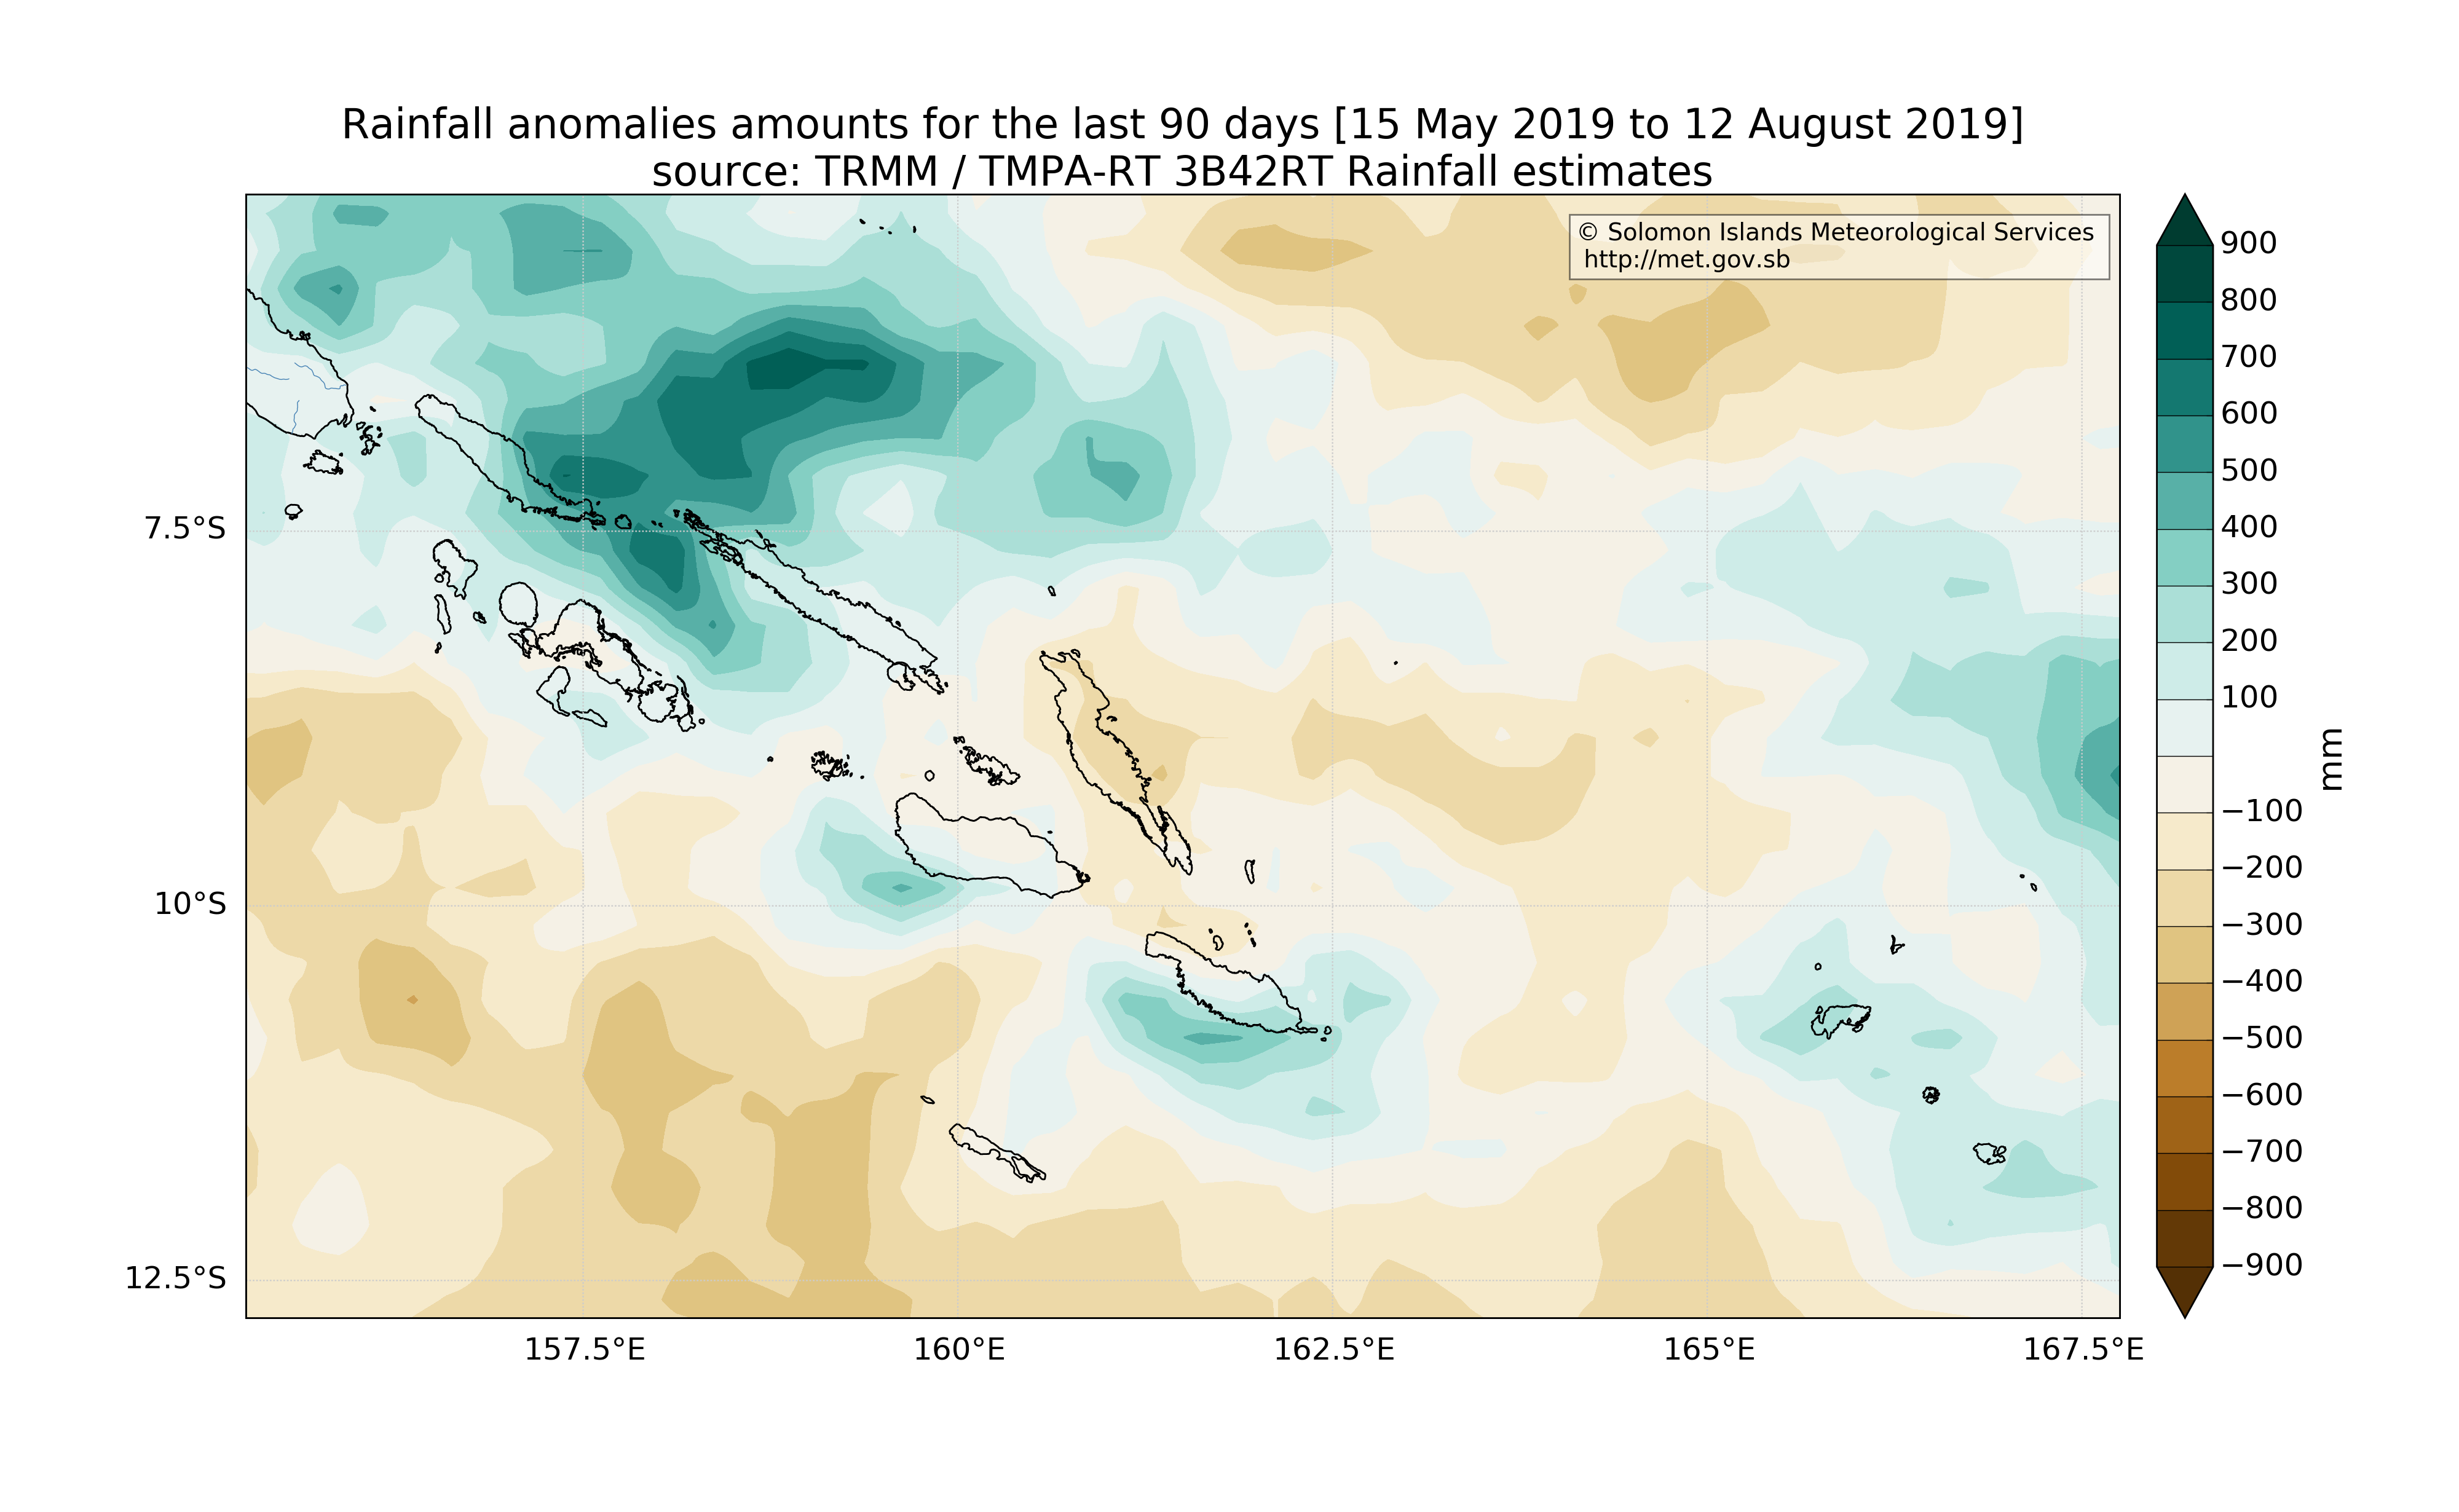 Rainfall anomalies amounts for the last 90 days [15 May 2019 to 12 August 2019]
source: TRMM / TMPA-RT 3B42RT Rainfall estimates
© Solomon Islands Meteorological Services
http://met.gov.sb
7.5°S
10°S
12.5°S
157.5°E
160°E
162.5°E
165°E
167.5°E
900
800
700
600
500
400
300
200
100
−100
−200
−300
−400
−500
−600
−700
−800
−900
mm